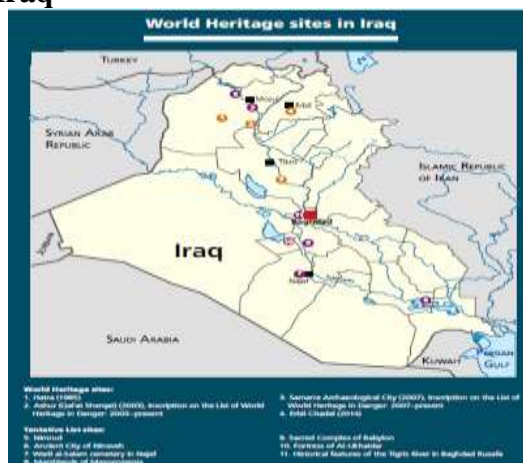 Iraq
World Heritage sites in Iraq
TURKEY
Mosul
Erbil
SYRIAN ARAB
REPUBLIC
ISLAMIC REPUBLIC
OF IRAN
Tikrit
Baghdad
Iraq
Najaf
SAUDI ARABIA
KUWAIT
PERSIAN
GULF
World Heritage sites:
1. Hatra (1985)
2. Ashur (Qal'at Sherqat) (2003), Inscription on the List of World
Heritage in Danger: 2003–present
3. Samarra Archaeological City (2007), Inscription on the List of
World Heritage in Danger: 2007–present
4. Erbil Citadel (2014)
Tentative List sites:
5. Nimrud
6. Ancient City of Nineveh
7. Wadi al-Salam cemetery in Najaf
8. Marshlands of Mesopotamia
9. Sacred Complex of Babylon
10. Fortress of Al-Ukhaidar
11. Historical features of the Tigris River in Baghdad Rusafa